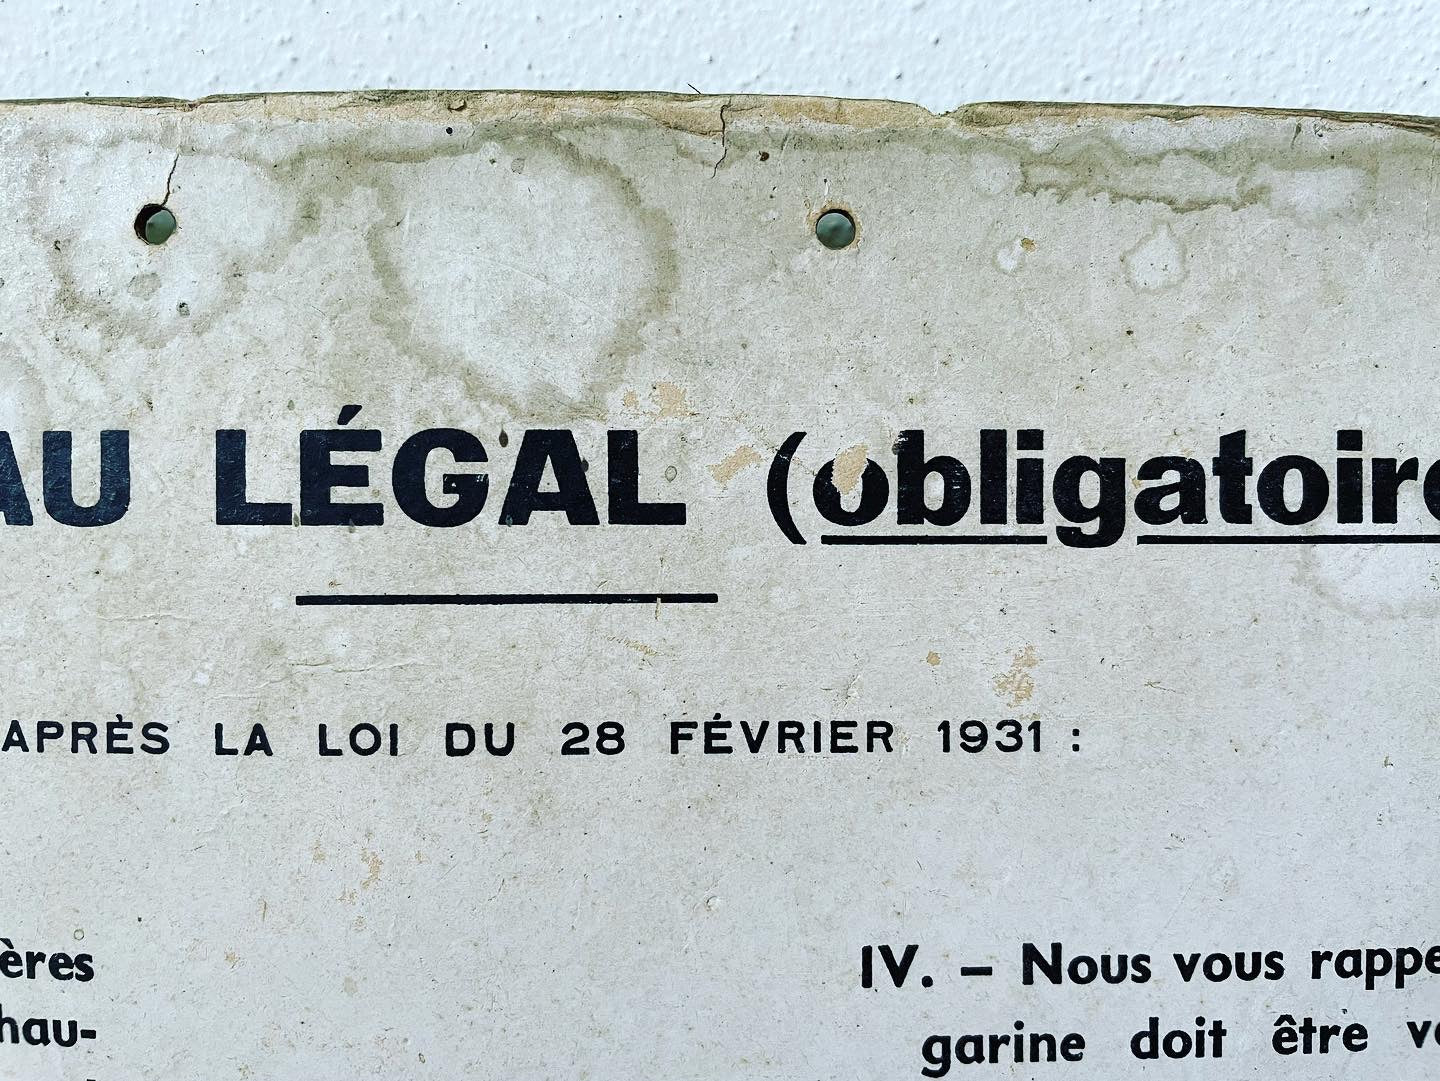 AU LÉGAL (obligatoire
APRÈS LA LOI DU 28 FÉVRIER 1931 :
ères
hau-
IV. – Nous vous rappe
garine doit être v